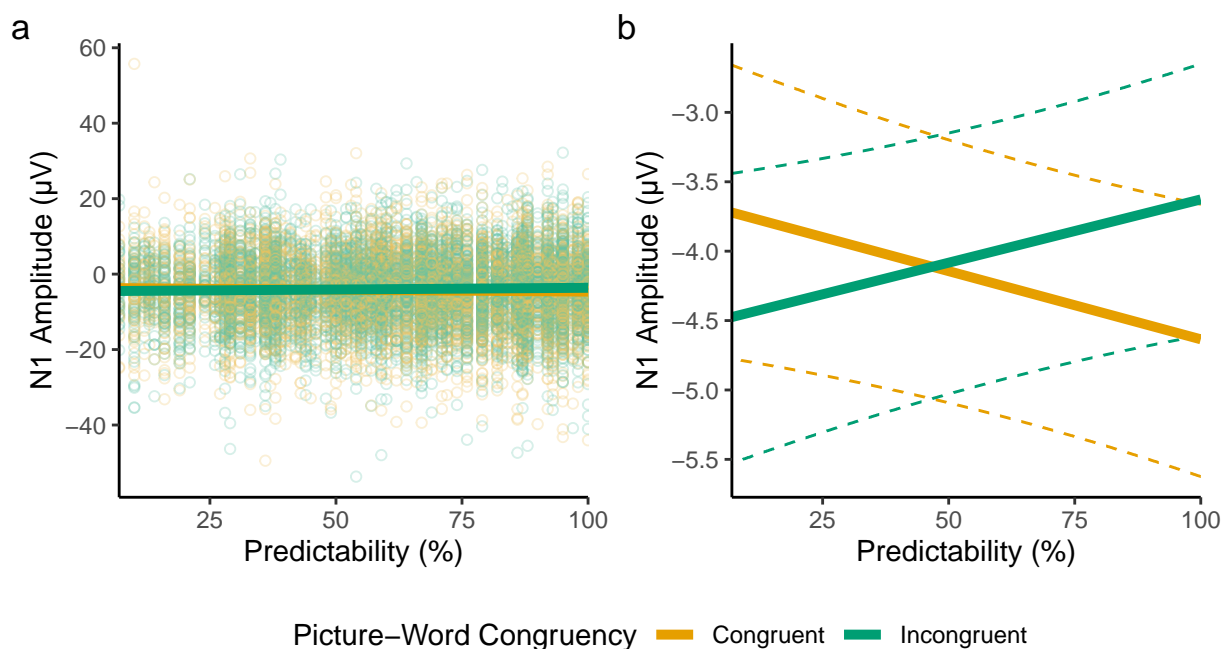 a
60
40
20
0
−20
−40
N1 Amplitude (µV)
25 50 75 100
Predictability (%)
b
−3.0
−3.5
−4.0
−4.5
−5.0
−5.5
N1 Amplitude (µV)
25 50 75 100
Predictability (%)
Picture−Word Congruency Congruent Incongruent